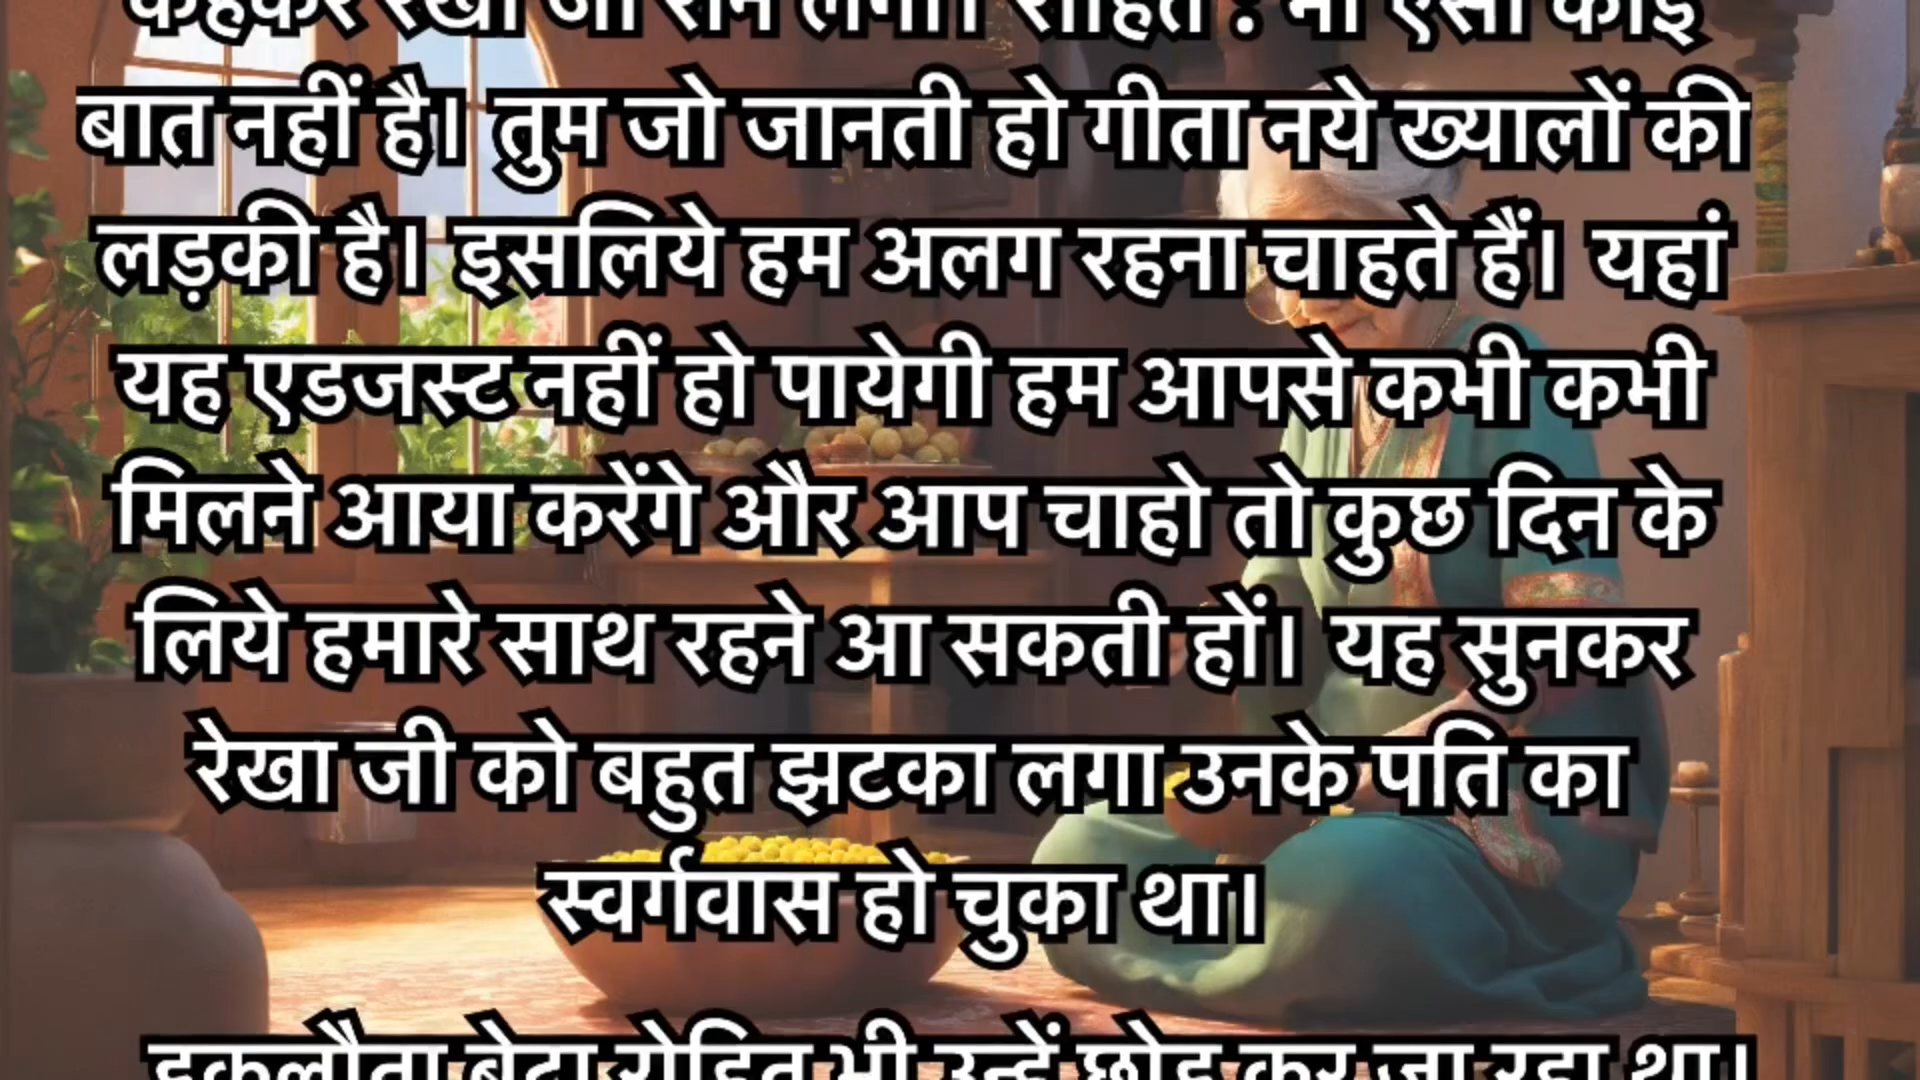 कहकर रेखा जी रोने लगीं। रोहित : मां ऐसी कोई
बात नहीं है। तुम जो जानती हो गीता नये ख्यालों की
लड़की है। इसलिये हम अलग रहना चाहते हैं। यहां
यह एडजस्ट नहीं हो पायेगी हम आपसे कभी कभी
मिलने आया करेंगे और आप चाहो तो कुछ दिन के
लिये हमारे साथ रहने आ सकती हों। यह सुनकर
रेखा जी को बहुत झटका लगा उनके पति का
स्वर्गवास हो चुका था।
इकलौता बेटा रोहित भी उन्हें छोड़ कर जा रहा था।